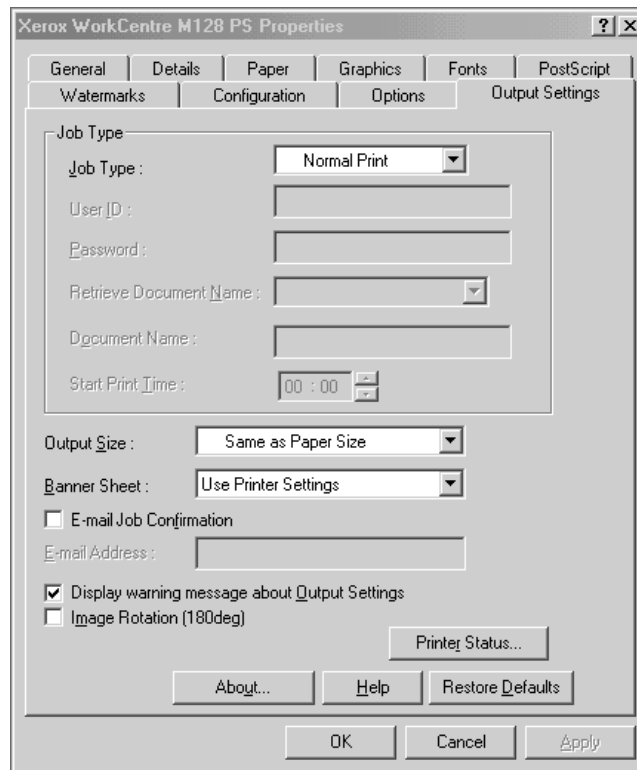 Xerox WorkCentre M128 PS Properties
General Details Paper Graphics Fonts PostScript
Watermarks Configuration Options Output Settings
Job Type
Job Type : Normal Print
User ID :
Password :
Retrieve Document Name :
Document Name :
Start Print Time : 00 : 00
Output Size : Same as Paper Size
Banner Sheet : Use Printer Settings
E-mail Job Confirmation
E-mail Address :
Display warning message about Output Settings
Image Rotation (180deg)
Printer Status...
About... Help Restore Defaults
OK Cancel Apply